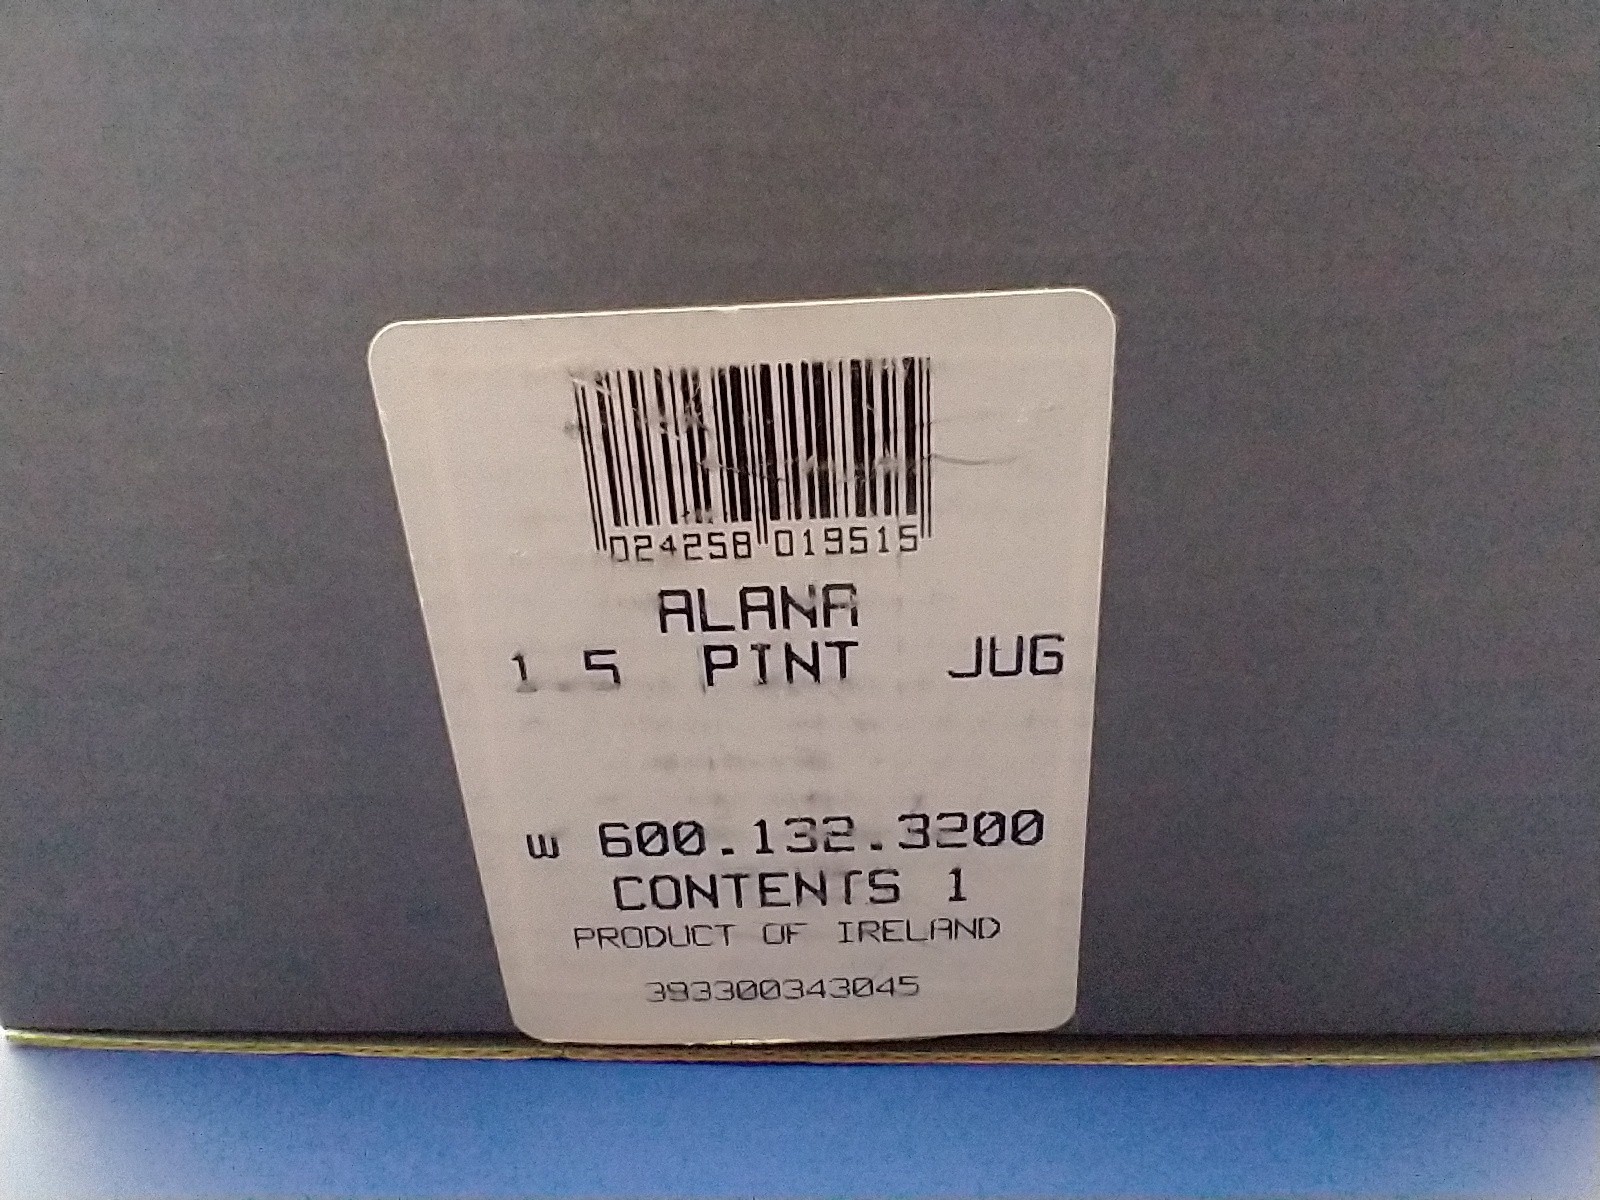 024258 019515
ALANA
1.5 PINT JUG
W 600.132.3200
CONTENTS 1
PRODUCT OF IRELAND
393300343045